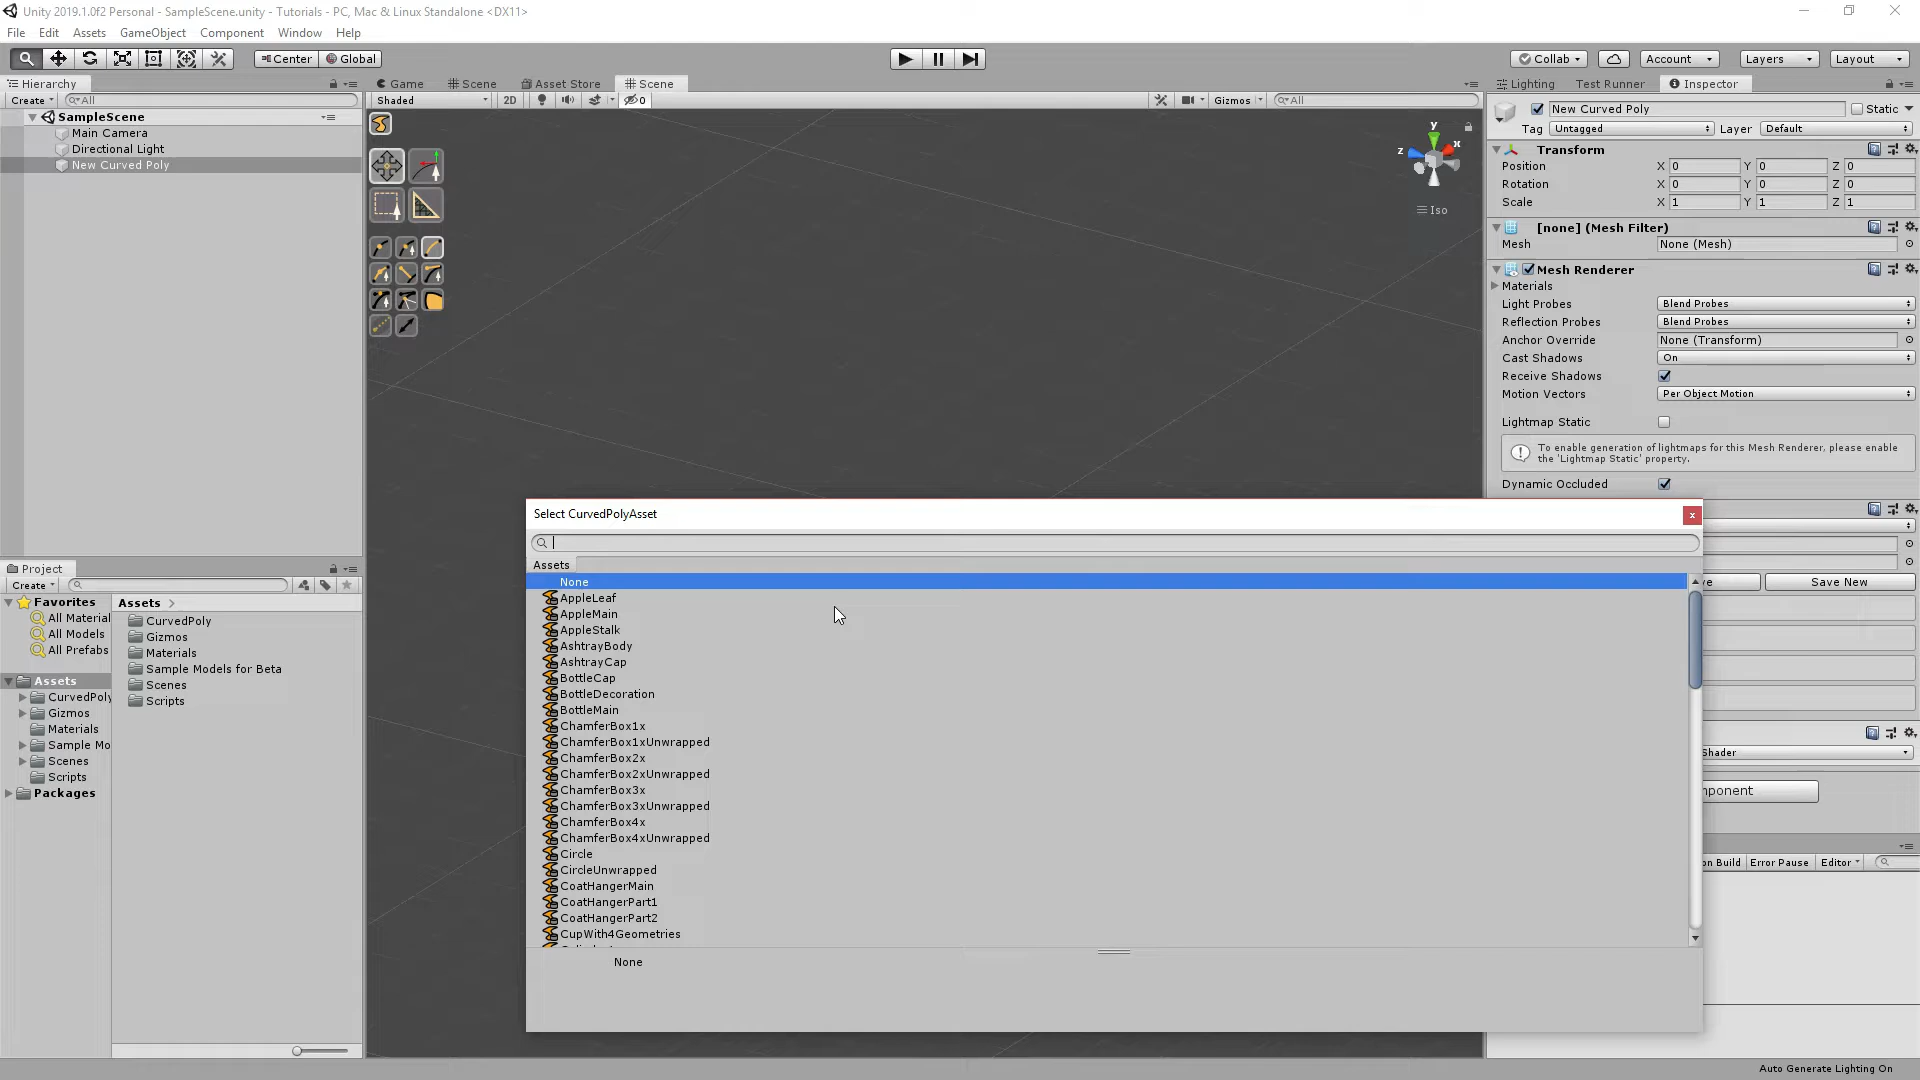 Unity 2019.1.0f2 Personal - SampleScene.unity - Tutorials - PC, Mac & Linux Standalone <DX11>
File Edit Assets GameObject Component Window Help
Center Global Collab Account Layers Layout
Hierarchy
Create All
SampleScene
Main Camera
Directional Light
New Curved Poly
Game Scene Asset Store Scene
Shaded 2D 0 Gizmos All
y
x
z
Iso
Lighting Test Runner Inspector
New Curved Poly Static
Tag Untagged Layer Default
Transform
Position X 0 Y 0 Z 0
Rotation X 0 Y 0 Z 0
Scale X 1 Y 1 Z 1
[none] (Mesh Filter)
Mesh None (Mesh)
Mesh Renderer
Materials
Light Probes Blend Probes
Reflection Probes Blend Probes
Anchor Override None (Transform)
Cast Shadows On
Receive Shadows
Motion Vectors Per Object Motion
Lightmap Static
To enable generation of lightmaps for this Mesh Renderer, please enable
the 'Lightmap Static' property.
Dynamic Occluded
Save New
Shader
Error Pause Editor
Project
Create
Favorites
All Material
All Models
All Prefabs
Assets
CurvedPoly
Gizmos
Materials
Sample Mo
Scenes
Scripts
Packages
Assets
CurvedPoly
Gizmos
Materials
Sample Models for Beta
Scenes
Scripts
Select CurvedPolyAsset
x
Assets
None
AppleLeaf
AppleMain
AppleStalk
AshtrayBody
AshtrayCap
BottleCap
BottleDecoration
BottleMain
ChamferBox1x
ChamferBox1xUnwrapped
ChamferBox2x
ChamferBox2xUnwrapped
ChamferBox3x
ChamferBox3xUnwrapped
ChamferBox4x
ChamferBox4xUnwrapped
Circle
CircleUnwrapped
CoatHangerMain
CoatHangerPart1
CoatHangerPart2
CupWith4Geometries
None
Auto Generate Lighting On